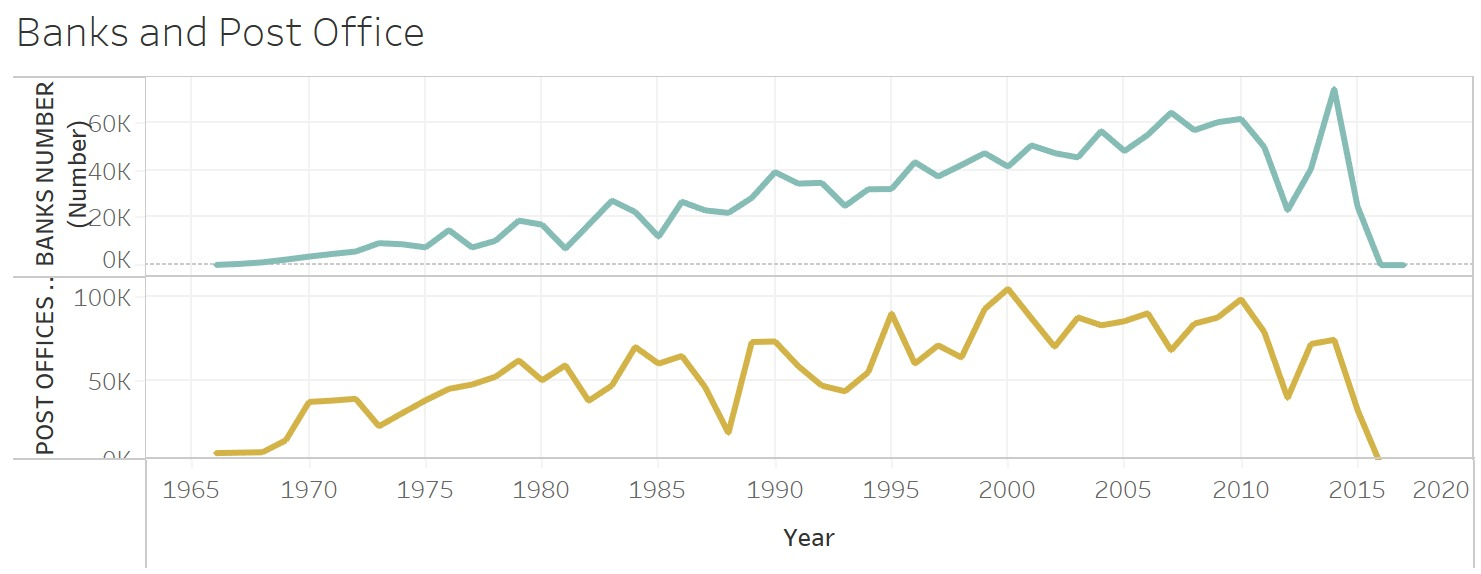 Banks and Post Office
BANKS NUMBER
(Number)
60K
40K
20K
0K
POST OFFICES ..
100K
50K
0K
1965 1970 1975 1980 1985 1990 1995 2000 2005 2010 2015 2020
Year